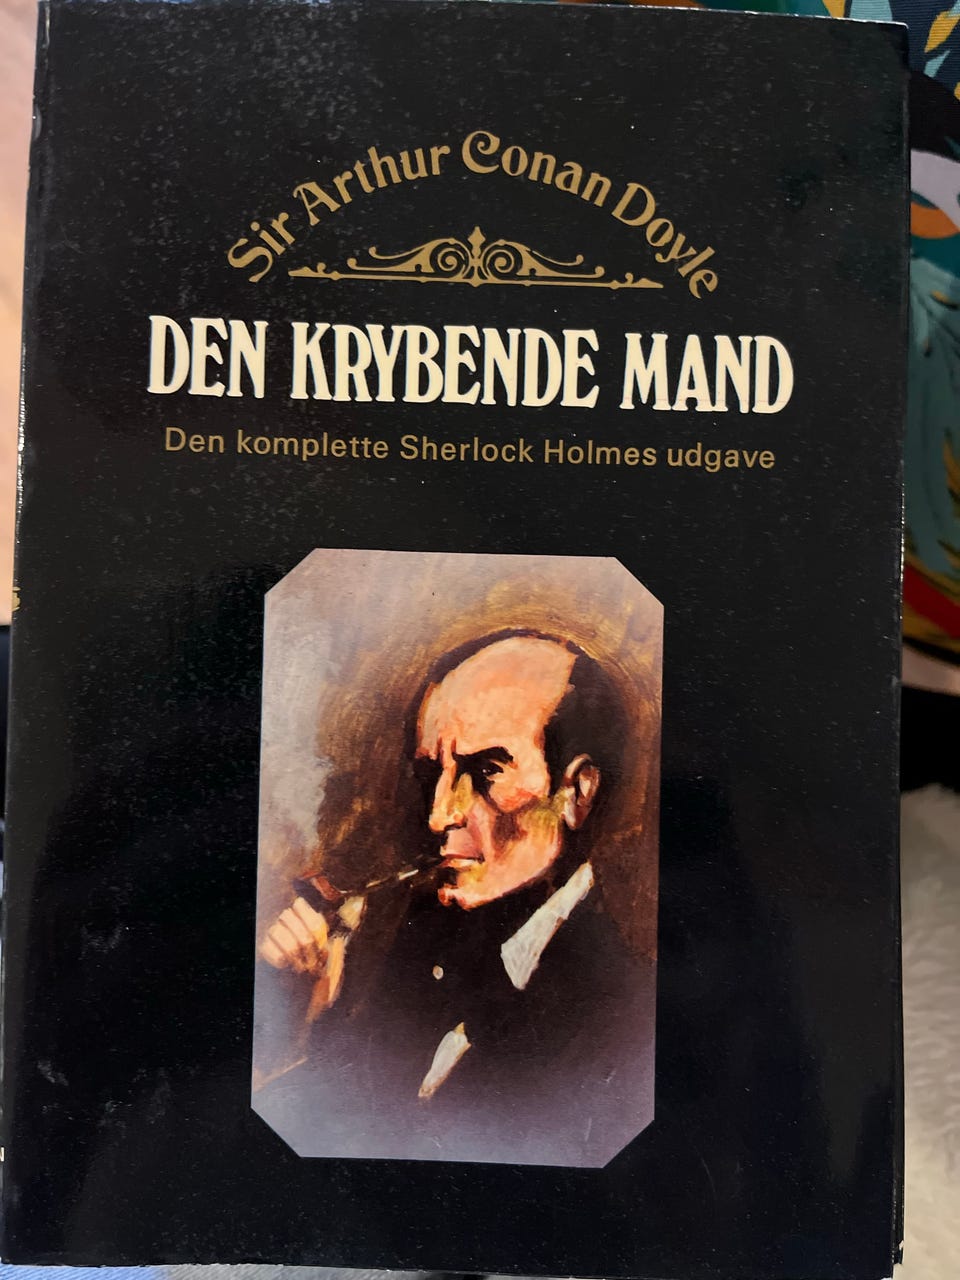 Sir Arthur Conan Doyle
DEN KRYBENDE MAND
Den komplette Sherlock Holmes udgave